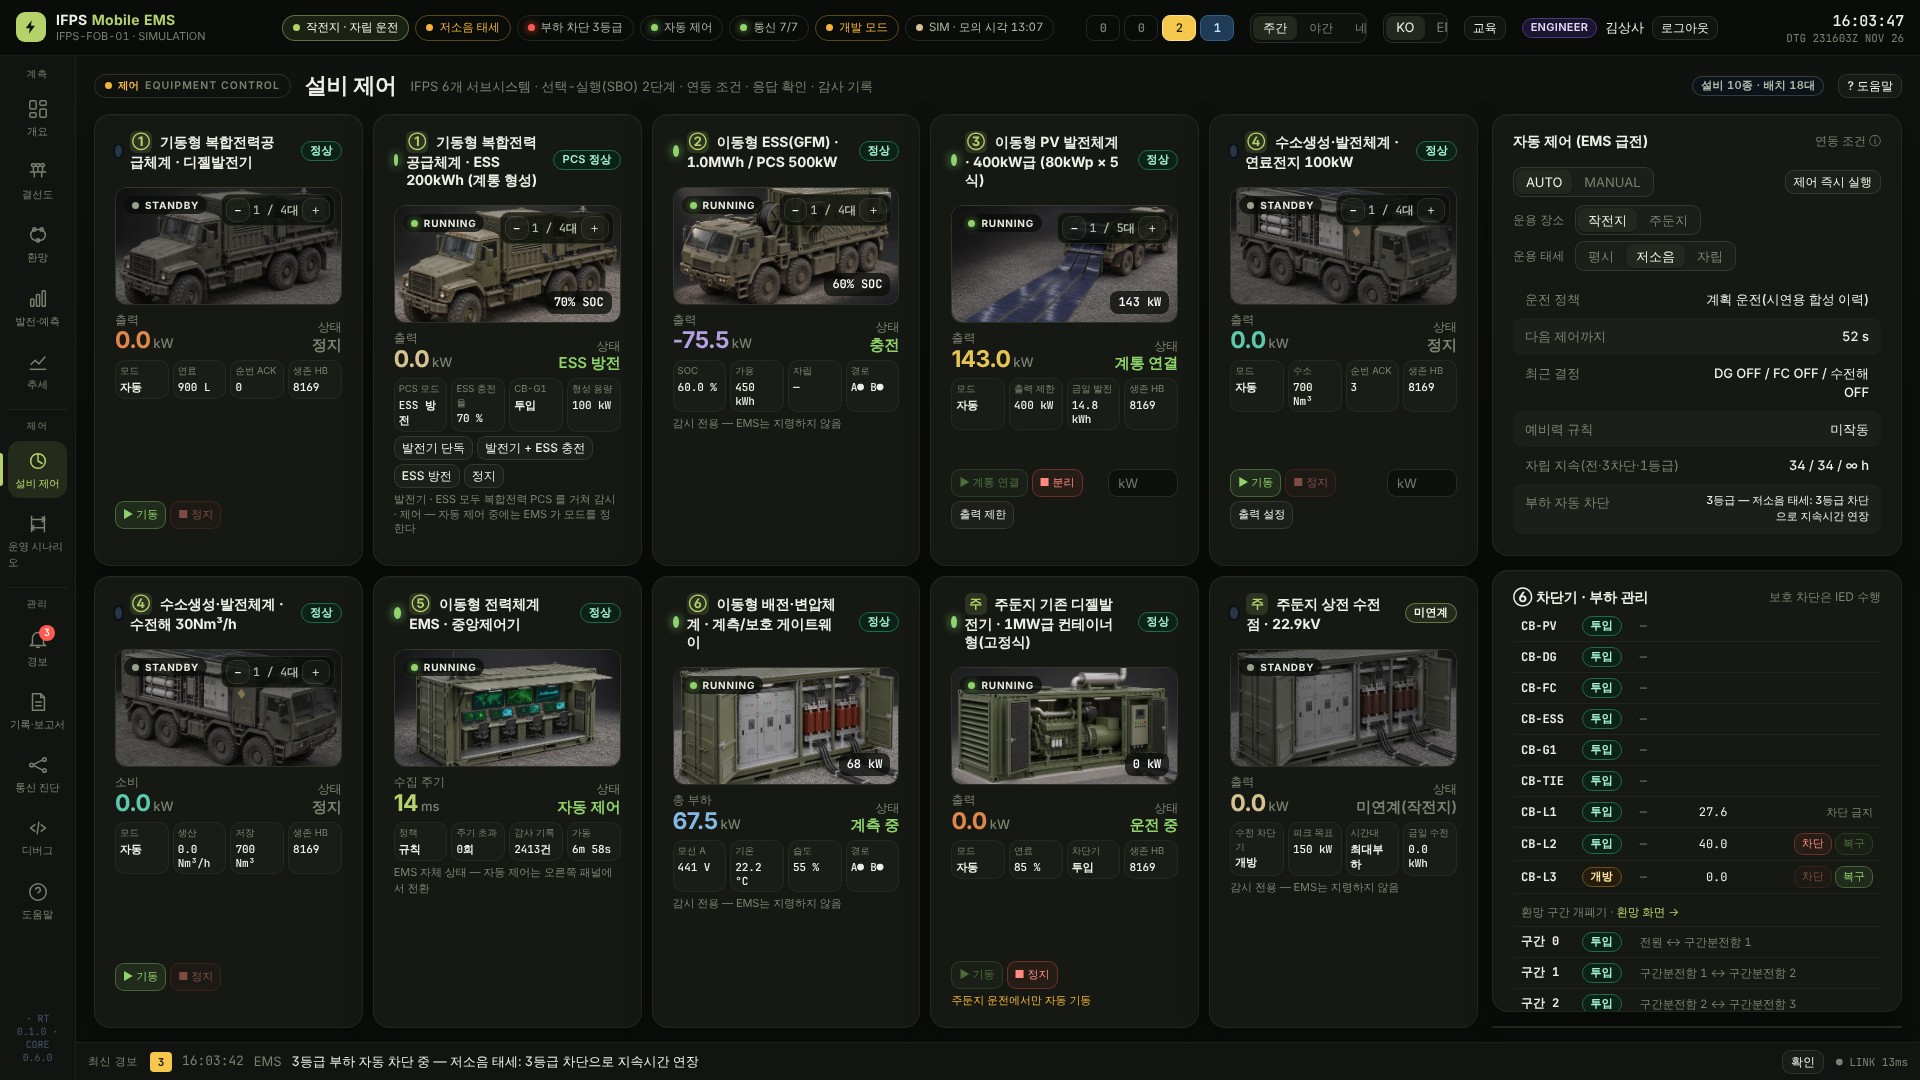 IFPS Mobile EMS
IFPS-FOB-01 · SIMULATION
작전지 · 자립 운전
저소음 태세
부하 차단 3등급
자동 제어
통신 7/7
개발 모드
SIM · 모의 시각 13:07
0 0 2 1
주간 야간
KO
교육
ENGINEER 김상사 로그아웃
16:03:47
DTG 231603Z NOV 26
계측
개요
결선도
환망
발전·예측
추세
제어
설비 제어
운영 시나리
오
관리
3
경보
기록·보고서
통신 진단
디버그
도움말
· RT
0.1.0 ·
CORE
0.6.0
제어 EQUIPMENT CONTROL
설비 제어
IFPS 6개 서브시스템 · 선택-실행(SBO) 2단계 · 연동 조건 · 응답 확인 · 감사 기록
설비 10종 · 배치 18대
? 도움말
① 기동형 복합전력공
급체계 · 디젤발전기
정상
STANDBY
− 1 / 4대 +
출력
0.0 kW
상태
정지
모드
자동
연료
900 L
순번 ACK
0
생존 HB
8169
▶ 기동
■ 정지
① 기동형 복합전력
공급체계 · ESS
200kWh (계통 형성)
PCS 정상
RUNNING
− 1 / 4대 +
70% SOC
출력
0.0 kW
상태
ESS 방전
PCS 모드
ESS 방
전
ESS 충전
율
70 %
CB-G1
투입
형성 용량
100 kW
발전기 단독
발전기 + ESS 충전
ESS 방전
정지
발전기 · ESS 모두 복합전력 PCS 를 거쳐 감시
· 제어 — 자동 제어 중에는 EMS 가 모드를 정
한다
② 이동형 ESS(GFM) ·
1.0MWh / PCS 500kW
정상
RUNNING
− 1 / 4대 +
60% SOC
출력
-75.5 kW
상태
충전
SOC
60.0 %
가용
450
kWh
자립
—
경로
A● B●
감시 전용 — EMS는 지령하지 않음
③ 이동형 PV 발전체계
· 400kW급 (80kWp × 5
식)
정상
RUNNING
− 1 / 5대 +
143 kW
출력
143.0 kW
상태
계통 연결
모드
자동
출력 제한
400 kW
금일 발전
14.8
kWh
생존 HB
8169
▶ 계통 연결
■ 분리
kW
출력 제한
④ 수소생성·발전체계 ·
연료전지 100kW
정상
STANDBY
− 1 / 4대 +
출력
0.0 kW
상태
정지
모드
자동
수소
700
Nm³
순번 ACK
3
생존 HB
8169
▶ 기동
■ 정지
kW
출력 설정
④ 수소생성·발전체계 ·
수전해 30Nm³/h
정상
STANDBY
− 1 / 4대 +
소비
0.0 kW
상태
정지
모드
자동
생산
0.0
Nm³/h
저장
700
Nm³
생존 HB
8169
▶ 기동
■ 정지
⑤ 이동형 전력체계
EMS · 중앙제어기
정상
RUNNING
수집 주기
14 ms
상태
자동 제어
정책
규칙
주기 초과
0회
감사 기록
2413건
가동
6m 58s
EMS 자체 상태 — 자동 제어는 오른쪽 패널에
서 전환
⑥ 이동형 배전·변압체
계 · 계측/보호 게이트웨
이
정상
RUNNING
68 kW
총 부하
67.5 kW
상태
계측 중
모선 A
441 V
기온
22.2
°C
습도
55 %
경로
A● B●
감시 전용 — EMS는 지령하지 않음
주 주둔지 기존 디젤발
전기 · 1MW급 컨테이너
형(고정식)
정상
RUNNING
0 kW
출력
0.0 kW
상태
운전 중
모드
자동
연료
85 %
차단기
투입
생존 HB
8169
▶ 기동
■ 정지
주둔지 운전에서만 자동 기동
주 주둔지 상전 수전
점 · 22.9kV
미연계
STANDBY
출력
0.0 kW
상태
미연계(작전지)
수전 차단
기
개방
피크 목표
150 kW
시간대
최대부
하
금일 수전
0.0
kWh
감시 전용 — EMS는 지령하지 않음
자동 제어 (EMS 급전)
연동 조건 ⓘ
AUTO MANUAL
제어 즉시 실행
운용 장소 작전지 주둔지
운용 태세 평시 저소음 자립
운전 정책 계획 운전(시연용 합성 이력)
다음 제어까지 52 s
최근 결정 DG OFF / FC OFF / 수전해
OFF
예비력 규칙 미작동
자립 지속(전·3차단·1등급) 34 / 34 / ∞ h
부하 자동 차단 3등급 — 저소음 태세: 3등급 차단
으로 지속시간 연장
⑥ 차단기 · 부하 관리
보호 차단은 IED 수행
CB-PV 투입 —
CB-DG 투입 —
CB-FC 투입 —
CB-ESS 투입 —
CB-G1 투입 —
CB-TIE 투입 —
CB-L1 투입 — 27.6 차단 금지
CB-L2 투입 — 40.0 차단 복구
CB-L3 개방 — 0.0 차단 복구
환망 구간 개폐기 · 환망 화면 →
구간 0 투입 전원 ↔ 구간분전함 1
구간 1 투입 구간분전함 1 ↔ 구간분전함 2
구간 2 투입 구간분전함 2 ↔ 구간분전함 3
최신 경보 3 16:03:42 EMS 3등급 부하 자동 차단 중 — 저소음 태세: 3등급 차단으로 지속시간 연장
확인
LINK 13ms